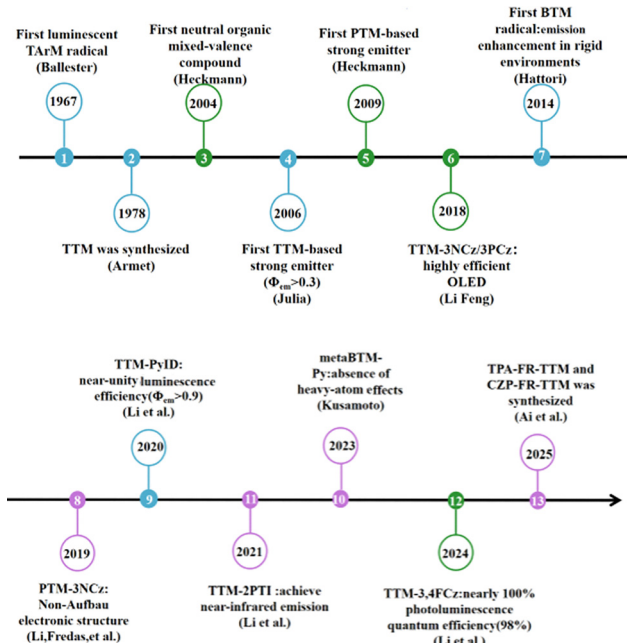 First luminescent
TArM radical
(Ballester)
1967
1
2
1978
TTM was synthesized
(Armet)
First neutral organic
mixed-valence
compound
(Heckmann)
2004
3
4
2006
First TTM-based
strong emitter
(Φem>0.3)
(Julia)
First PTM-based
strong emitter
(Heckmann)
2009
5
6
2018
TTM-3NCz/3PCz:
highly efficient
OLED
(Li Feng)
First BTM
radical:emission
enhancement in rigid
environments
(Hattori)
2014
7
8
2019
PTM-3NCz:
Non-Aufbau
electronic structure
(Li,Fredas,et al.)
TTM-PyID:
near-unity luminescence
efficiency(Φem>0.9)
(Li et al.)
2020
9
11
2021
TTM-2PTI :achieve
near-infrared emission
(Li et al.)
metaBTM-
Py:absence of
heavy-atom effects
(Kusamoto)
2023
10
12
2024
TTM-3,4FCz:nearly 100%
photoluminescence
quantum efficiency(98%)
(Li et al.)
TPA-FR-TTM and
CZP-FR-TTM was
synthesized
(Ai et al.)
2025
13